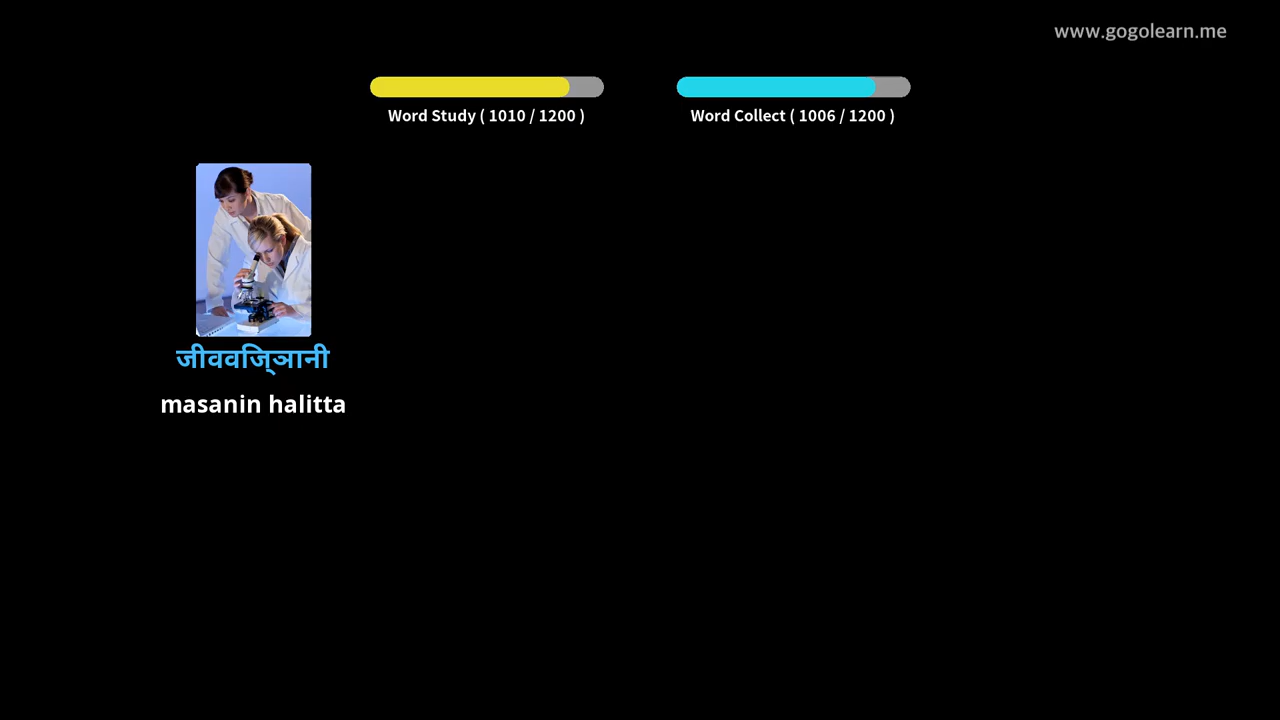 www.gogolearn.me
Word Study ( 1010 / 1200 )
Word Collect ( 1006 / 1200 )
जीववजि्ञानी
masanin halitta